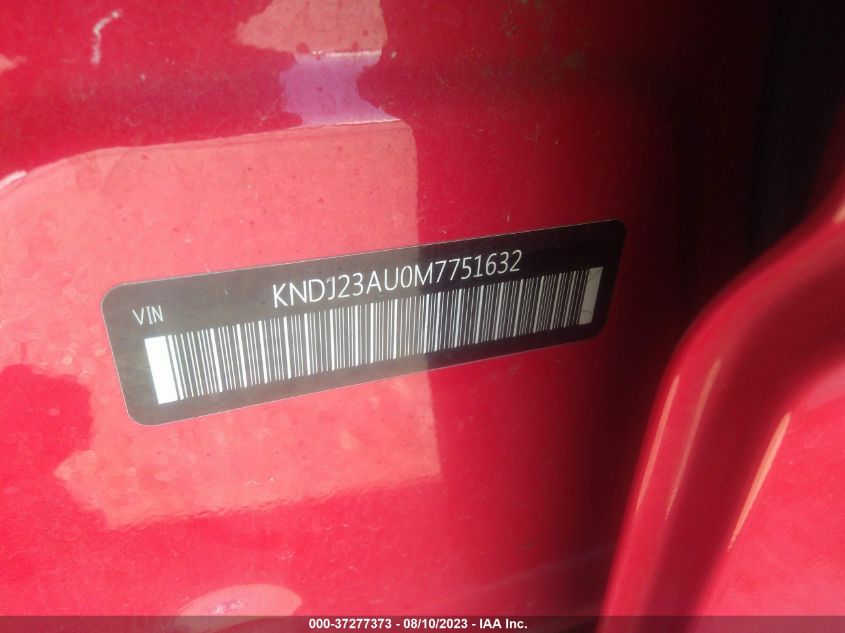 KNDJ23AU0M7751632
VIN
000-37277373 - 08/10/2023 - IAA Inc.